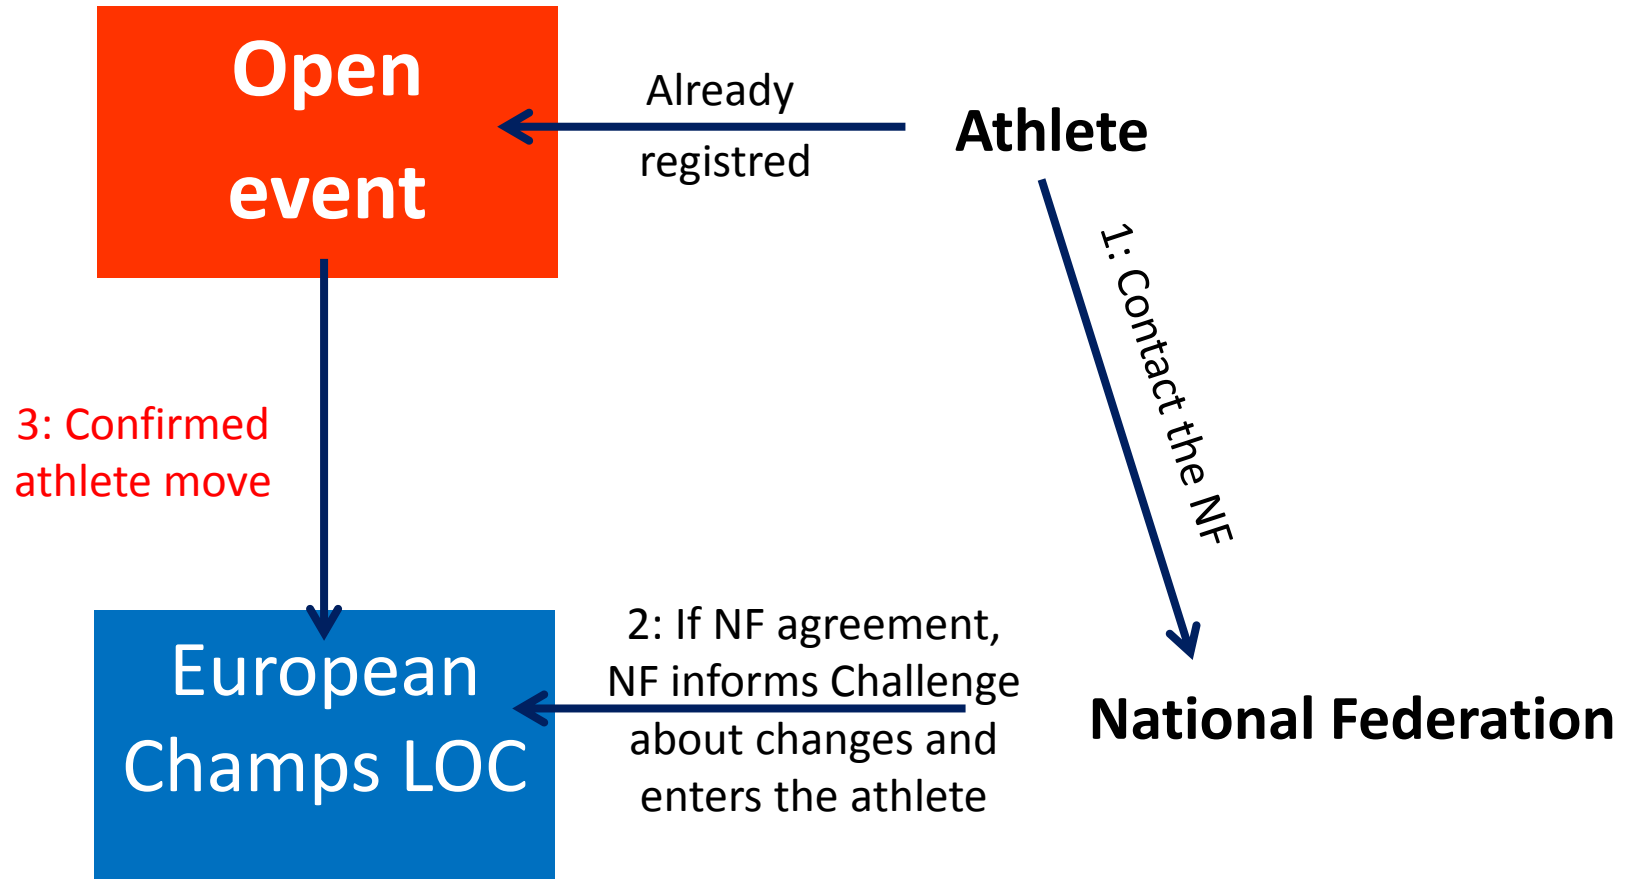 Open
event
Already
registred
Athlete
1: Contact the NF
3: Confirmed
athlete move
European
Champs LOC
2: If NF agreement,
NF informs Challenge
about changes and
enters the athlete
National Federation